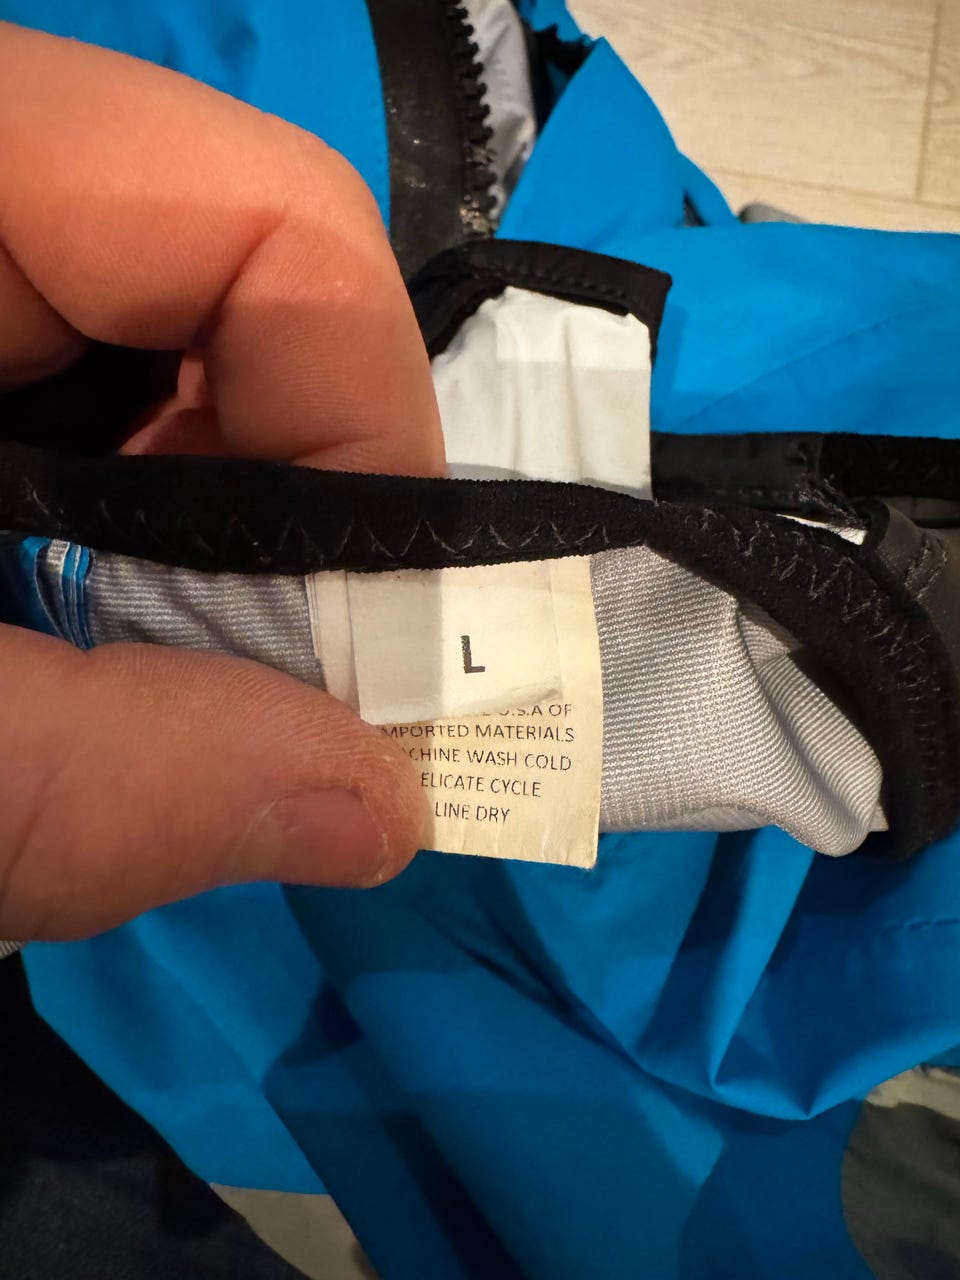 L
U.S.A OF
MPORTED MATERIALS
CHINE WASH COLD
ELICATE CYCLE
LINE DRY